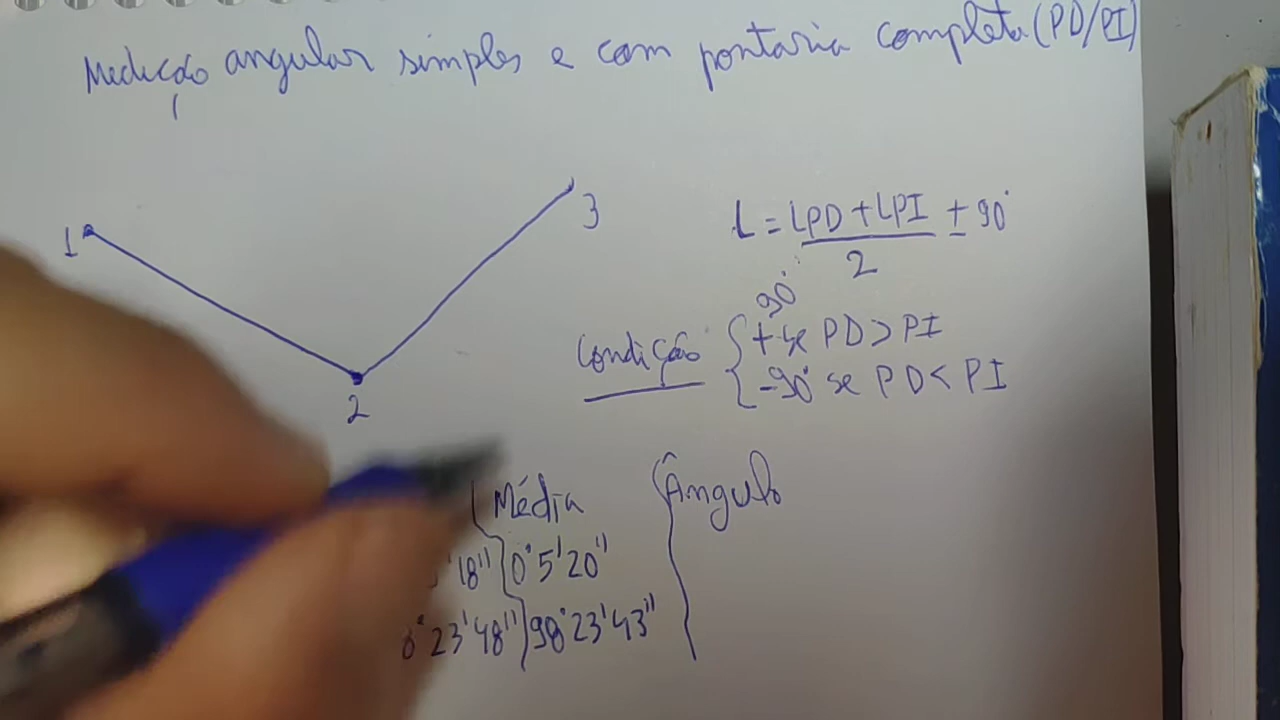 Medição angular simples e com pontaria completa (PD/PI)
1
3
2
L = LPD + LPI ± 90°
2
Condição { +90° se PD > PI
-90° se PD < PI
Média Ângulo
18" 0° 5' 20"
8° 23' 48" 98° 23' 43"